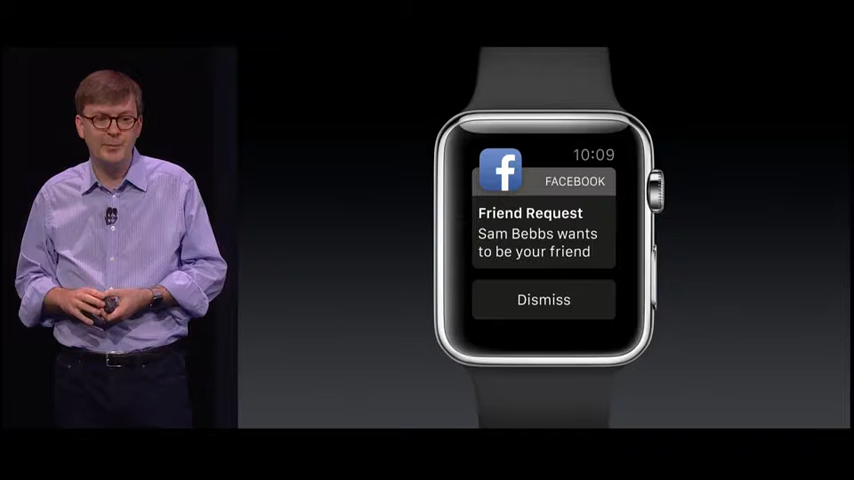 10:09
f
FACEBOOK
Friend Request
Sam Bebbs wants
to be your friend
Dismiss